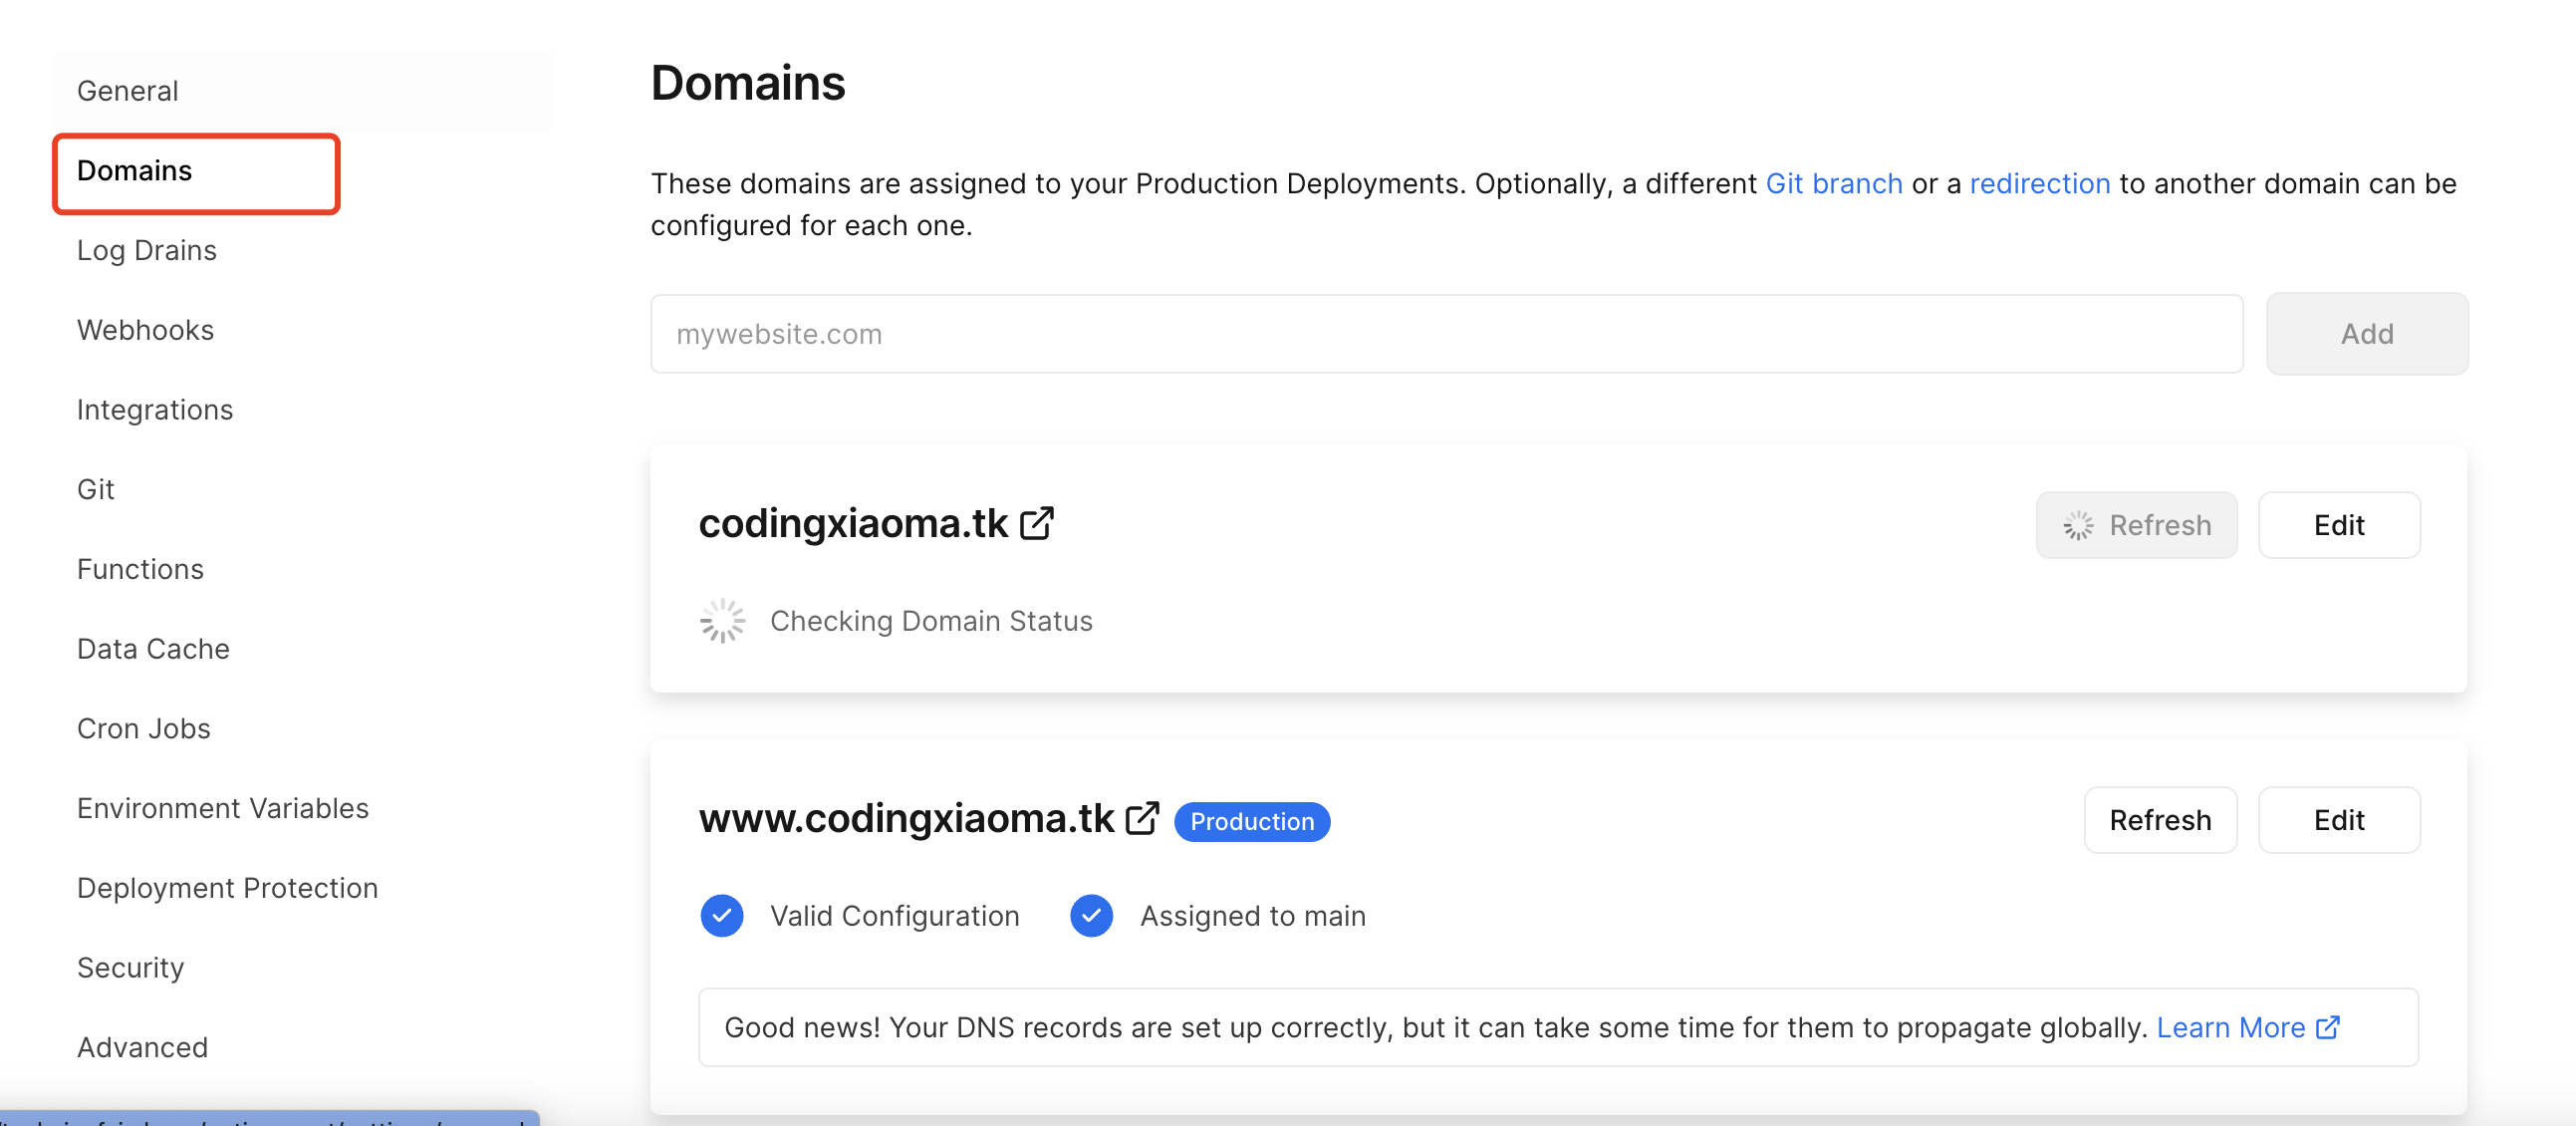 General
Domains
Log Drains
Webhooks
Integrations
Git
Functions
Data Cache
Cron Jobs
Environment Variables
Deployment Protection
Security
Advanced
Domains
These domains are assigned to your Production Deployments. Optionally, a different Git branch or a redirection to another domain can be
configured for each one.
mywebsite.com
Add
codingxiaoma.tk
Refresh
Edit
Checking Domain Status
www.codingxiaoma.tk
Production
Refresh
Edit
Valid Configuration
Assigned to main
Good news! Your DNS records are set up correctly, but it can take some time for them to propagate globally. Learn More